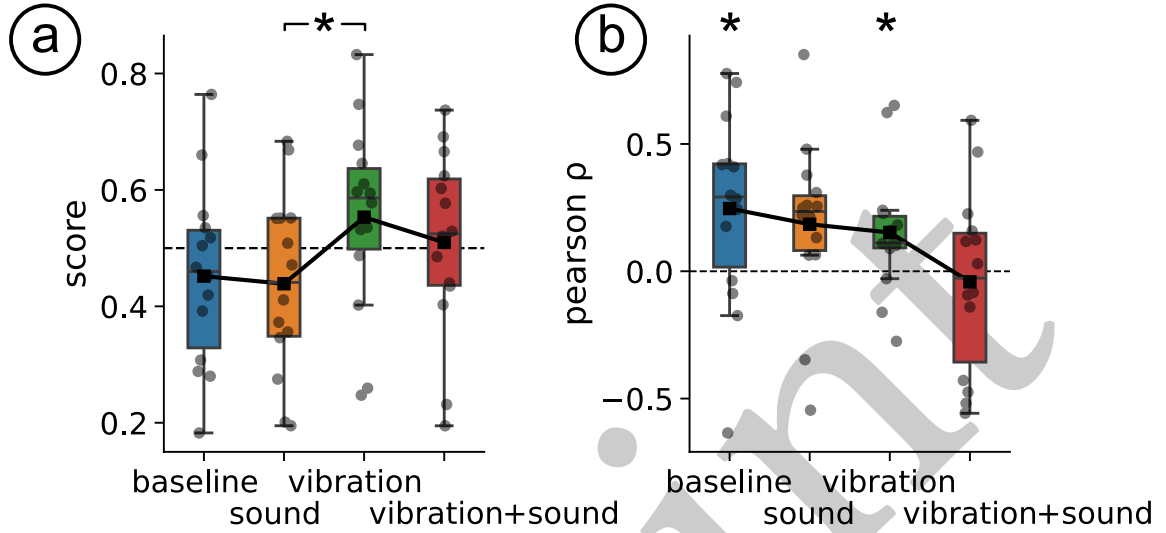 a
*
score
0.8
0.6
0.4
0.2
baseline
sound
vibration
vibration+sound
b
*
*
pearson ρ
0.5
0.0
−0.5
baseline
sound
vibration
vibration+sound